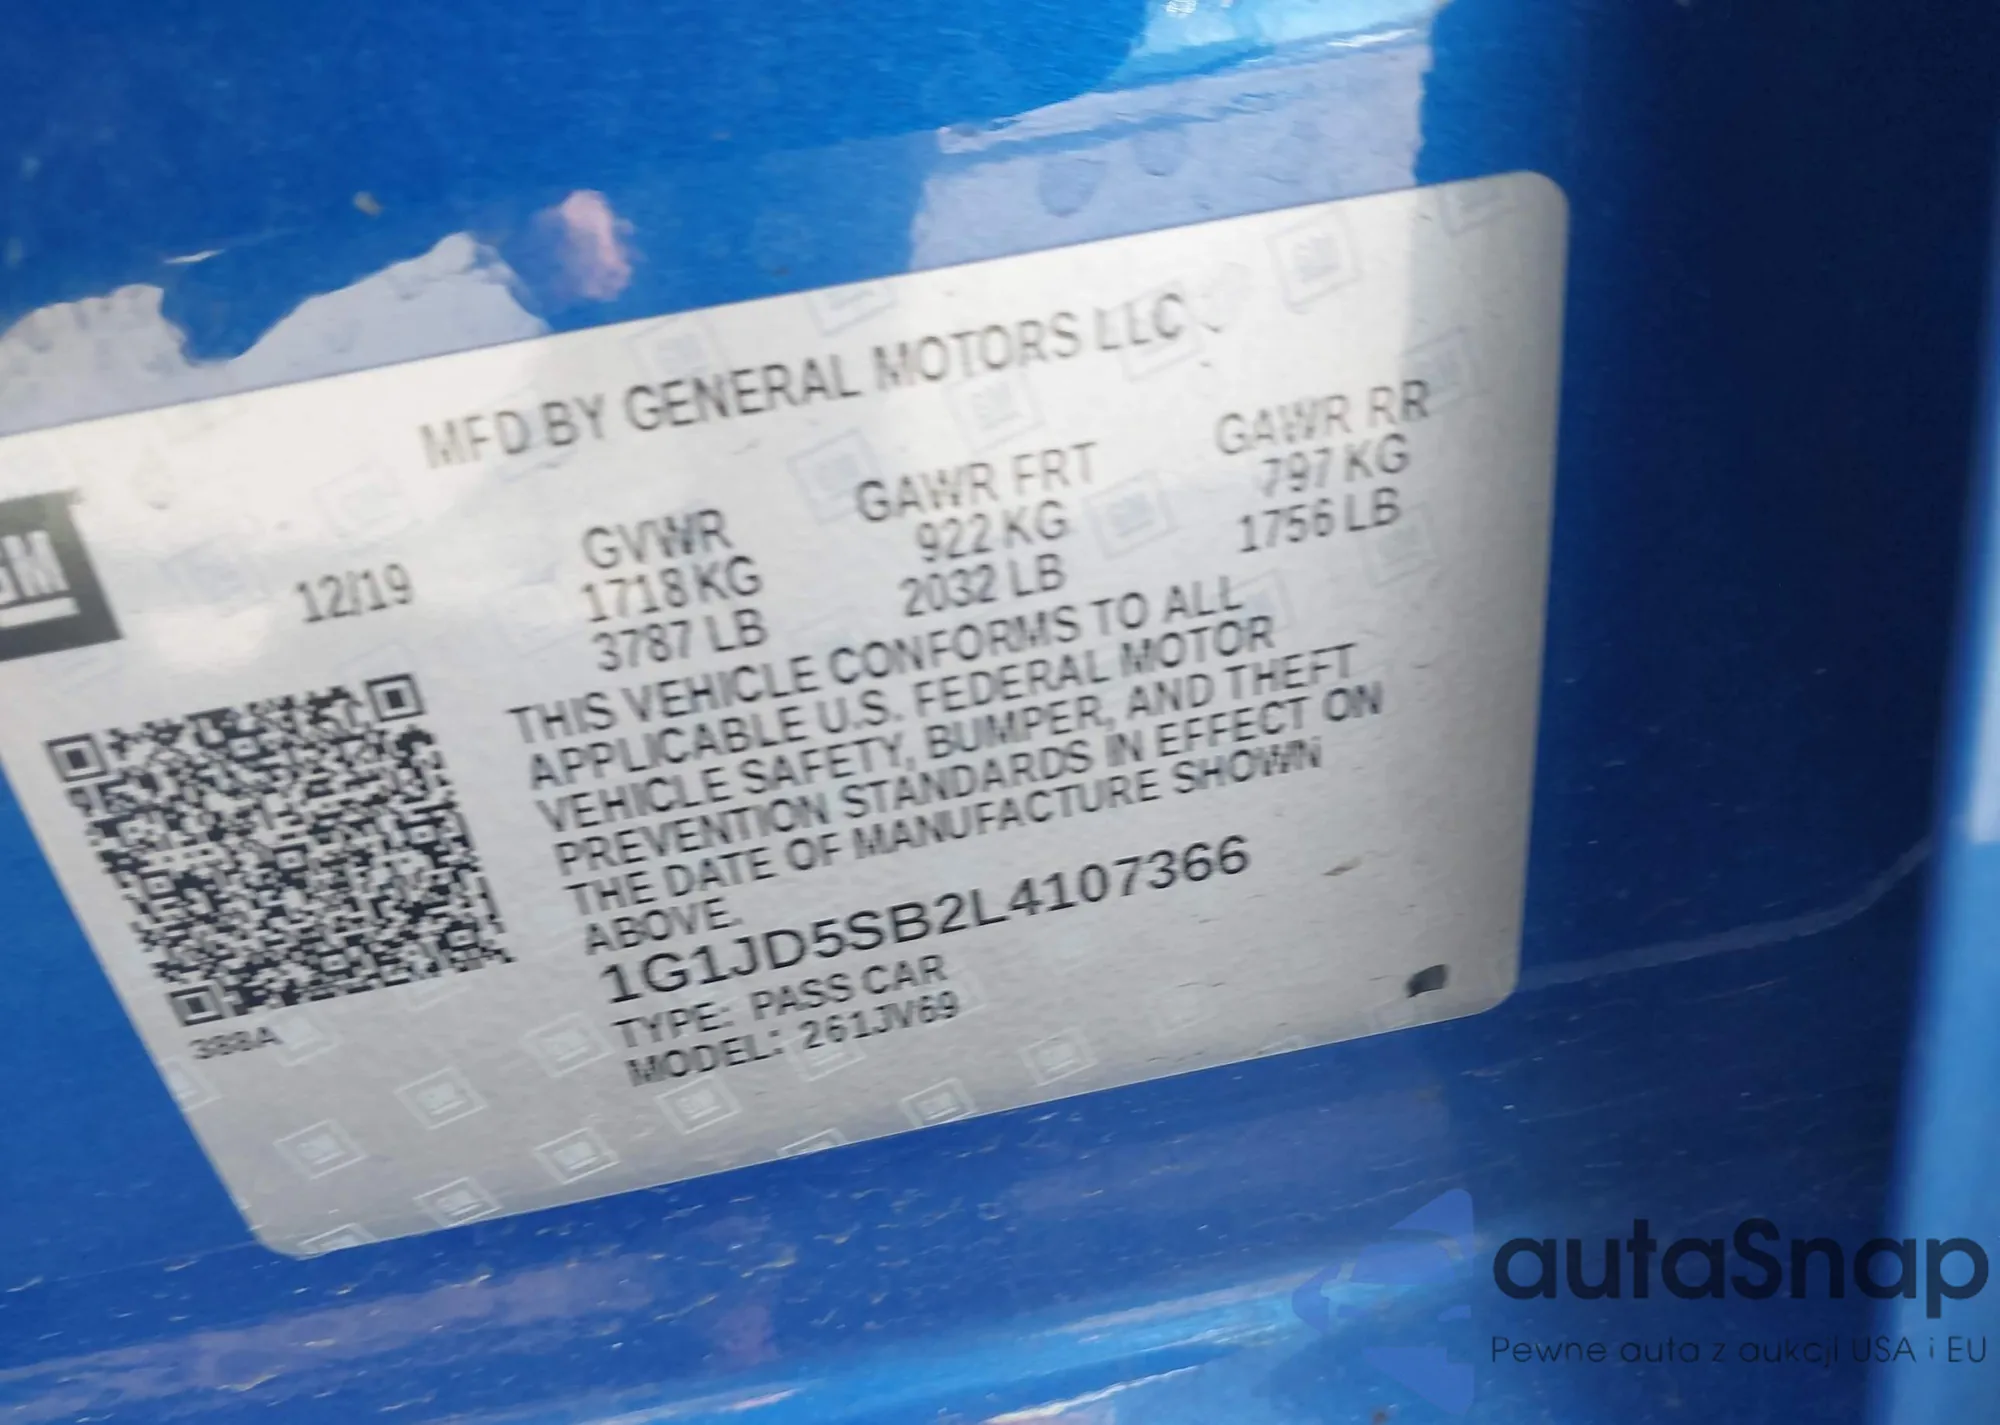 MFD BY GENERAL MOTORS LLC
GM
12/19
GVWR
1718 KG
3787 LB
GAWR FRT
922 KG
2032 LB
GAWR RR
797 KG
1756 LB
THIS VEHICLE CONFORMS TO ALL
APPLICABLE U.S. FEDERAL MOTOR
VEHICLE SAFETY, BUMPER, AND THEFT
PREVENTION STANDARDS IN EFFECT ON
THE DATE OF MANUFACTURE SHOWN
ABOVE.
1G1JD5SB2L4107366
TYPE: PASS CAR
MODEL: 261JV69
388A
autaSnap
Pewne auta z aukcji USA i EU